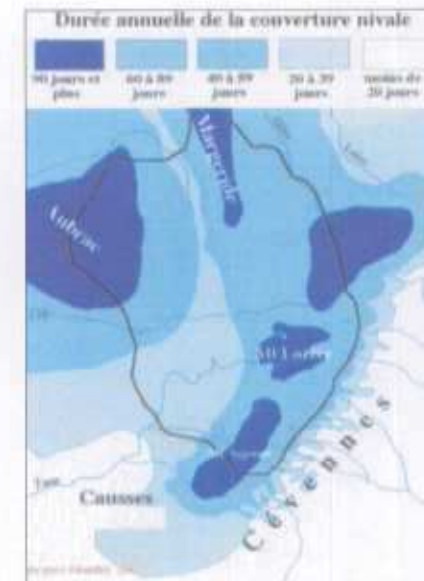 Durée annuelle de la couverture nivale
90 jours et plus
60 à 89 jours
40 à 59 jours
20 à 39 jours
moins de 20 jours
Margeride
Aubrac
Mt Lozère
Causses
Cévennes